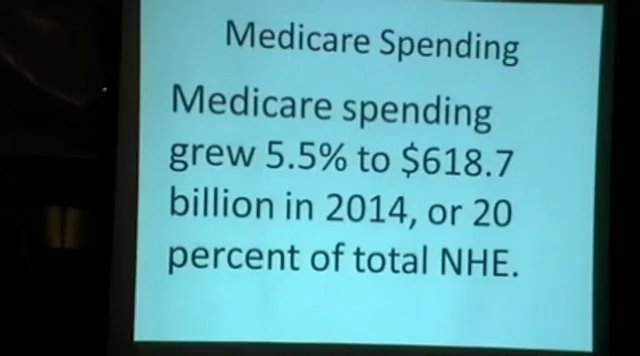 Medicare Spending
Medicare spending
grew 5.5% to $618.7
billion in 2014, or 20
percent of total NHE.